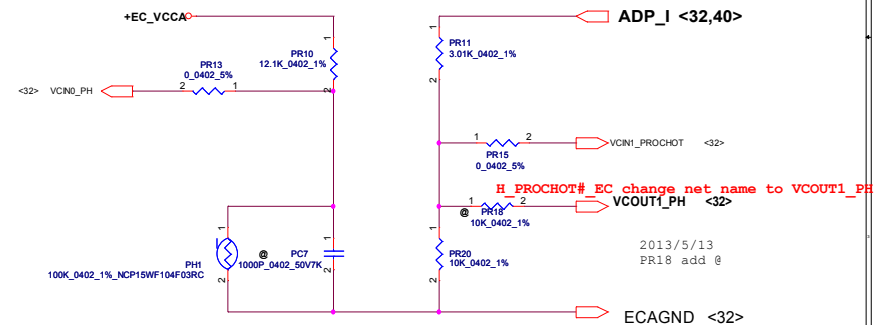 +EC_VCCA
ADP_I <32,40>
1
PR10
12.1K_0402_1%
2
1
PR11
3.01K_0402_1%
2
PR13
0_0402_5%
2
1
<32> VCIN0_PH
1
2
PR15
0_0402_5%
VCIN1_PROCHOT <32>
H_PROCHOT#_EC change net name to VCOUT1_PH
1
2
@
PR18
10K_0402_1%
VCOUT1_PH <32>
2013/5/13
PR18 add @
1
PH1
100K_0402_1%_NCP15WF104F03RC
2
@
1
PC7
1000P_0402_50V7K
2
1
PR20
10K_0402_1%
2
ECAGND <32>